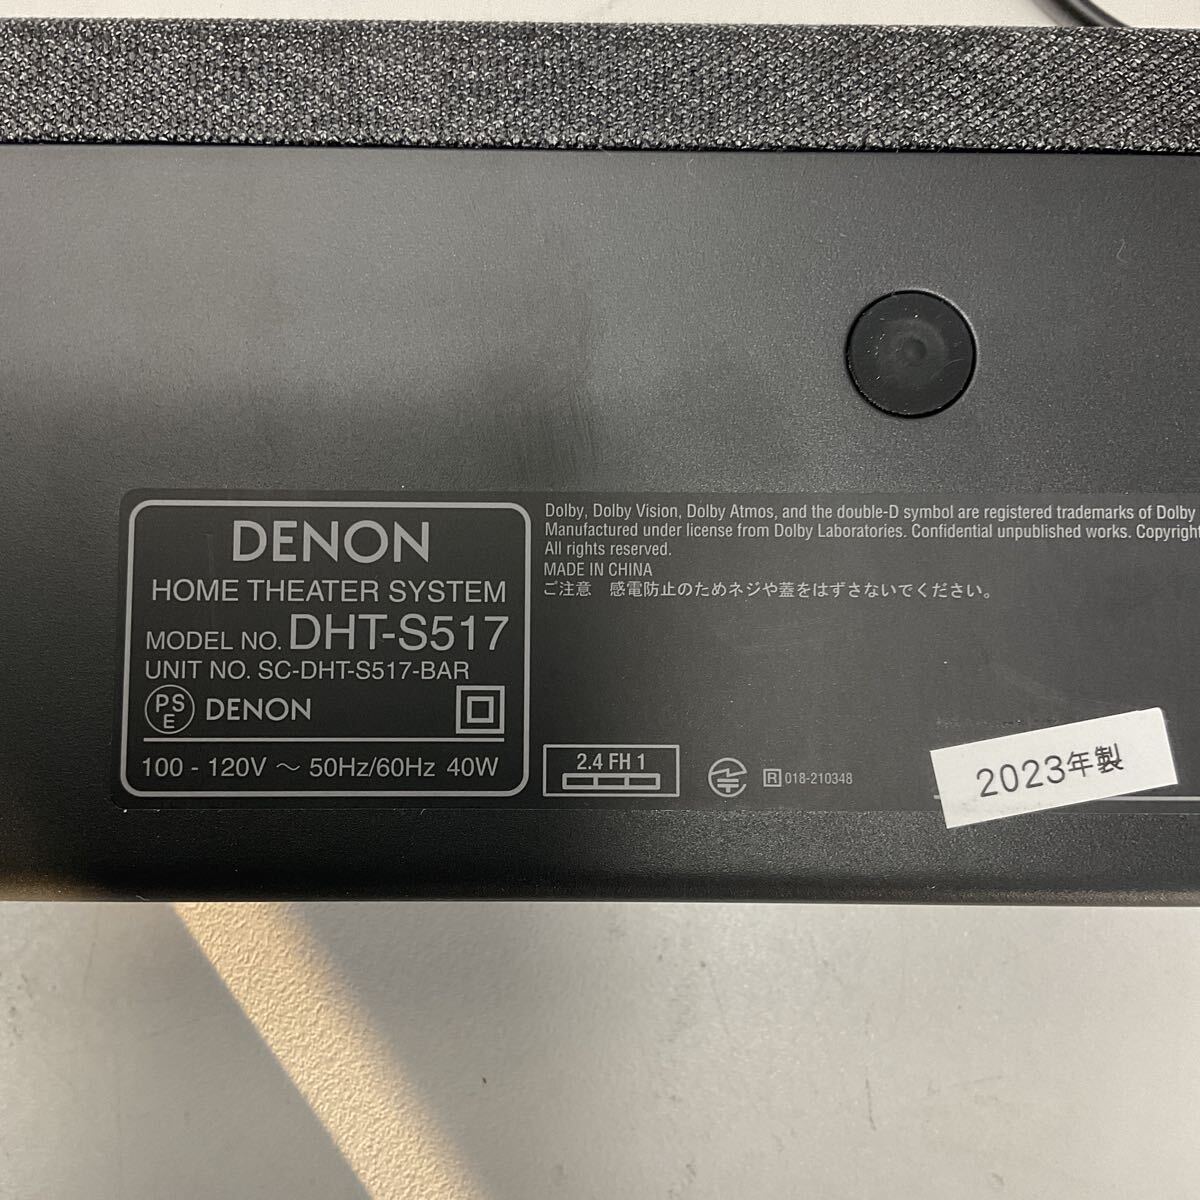 DENON
HOME THEATER SYSTEM
MODEL NO. DHT-S517
UNIT NO. SC-DHT-S517-BAR
PS E DENON
100 - 120V ～ 50Hz/60Hz 40W
Dolby, Dolby Vision, Dolby Atmos, and the double-D symbol are registered trademarks of Dolby
Manufactured under license from Dolby Laboratories. Confidential unpublished works. Copyright
All rights reserved.
MADE IN CHINA
ご注意 感電防止のためネジや蓋をはずさないでください。
2.4 FH 1
R 018-210348
2023年製